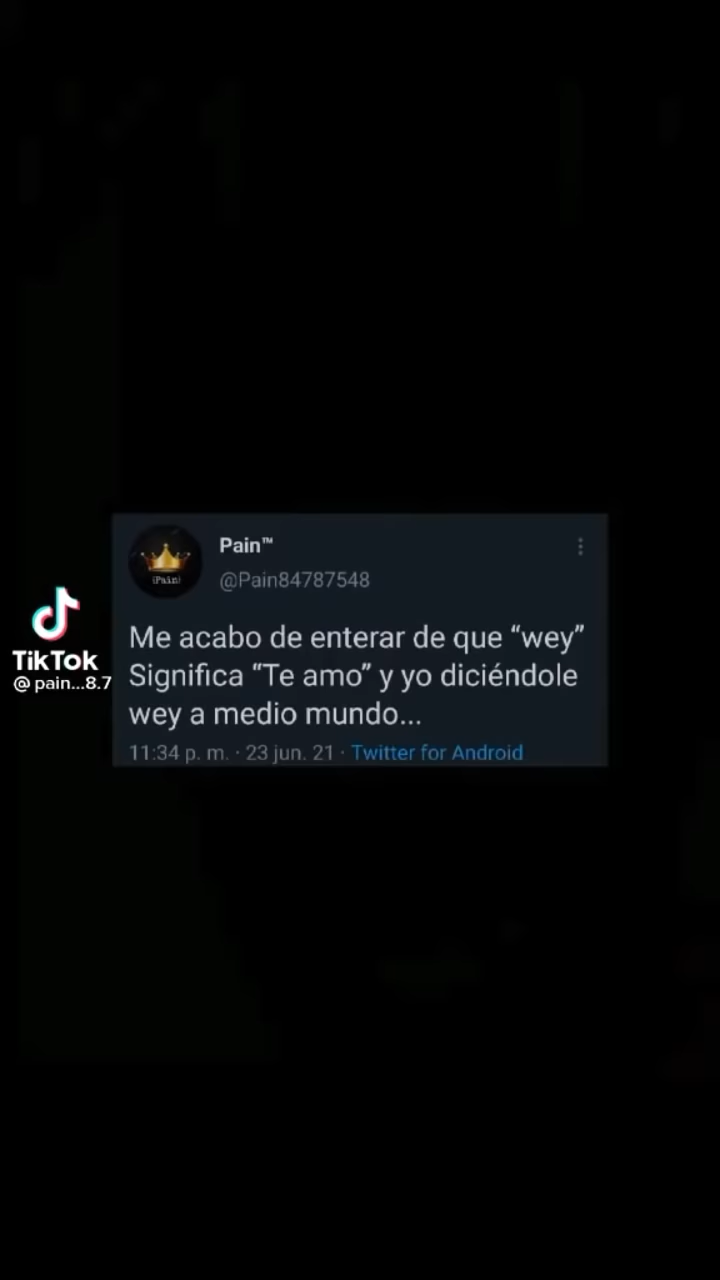 Pain™
@Pain84787548
Me acabo de enterar de que “wey”
Significa “Te amo” y yo diciéndole
wey a medio mundo...
11:34 p. m. · 23 jun. 21 · Twitter for Android
TikTok
@ pain...8.7